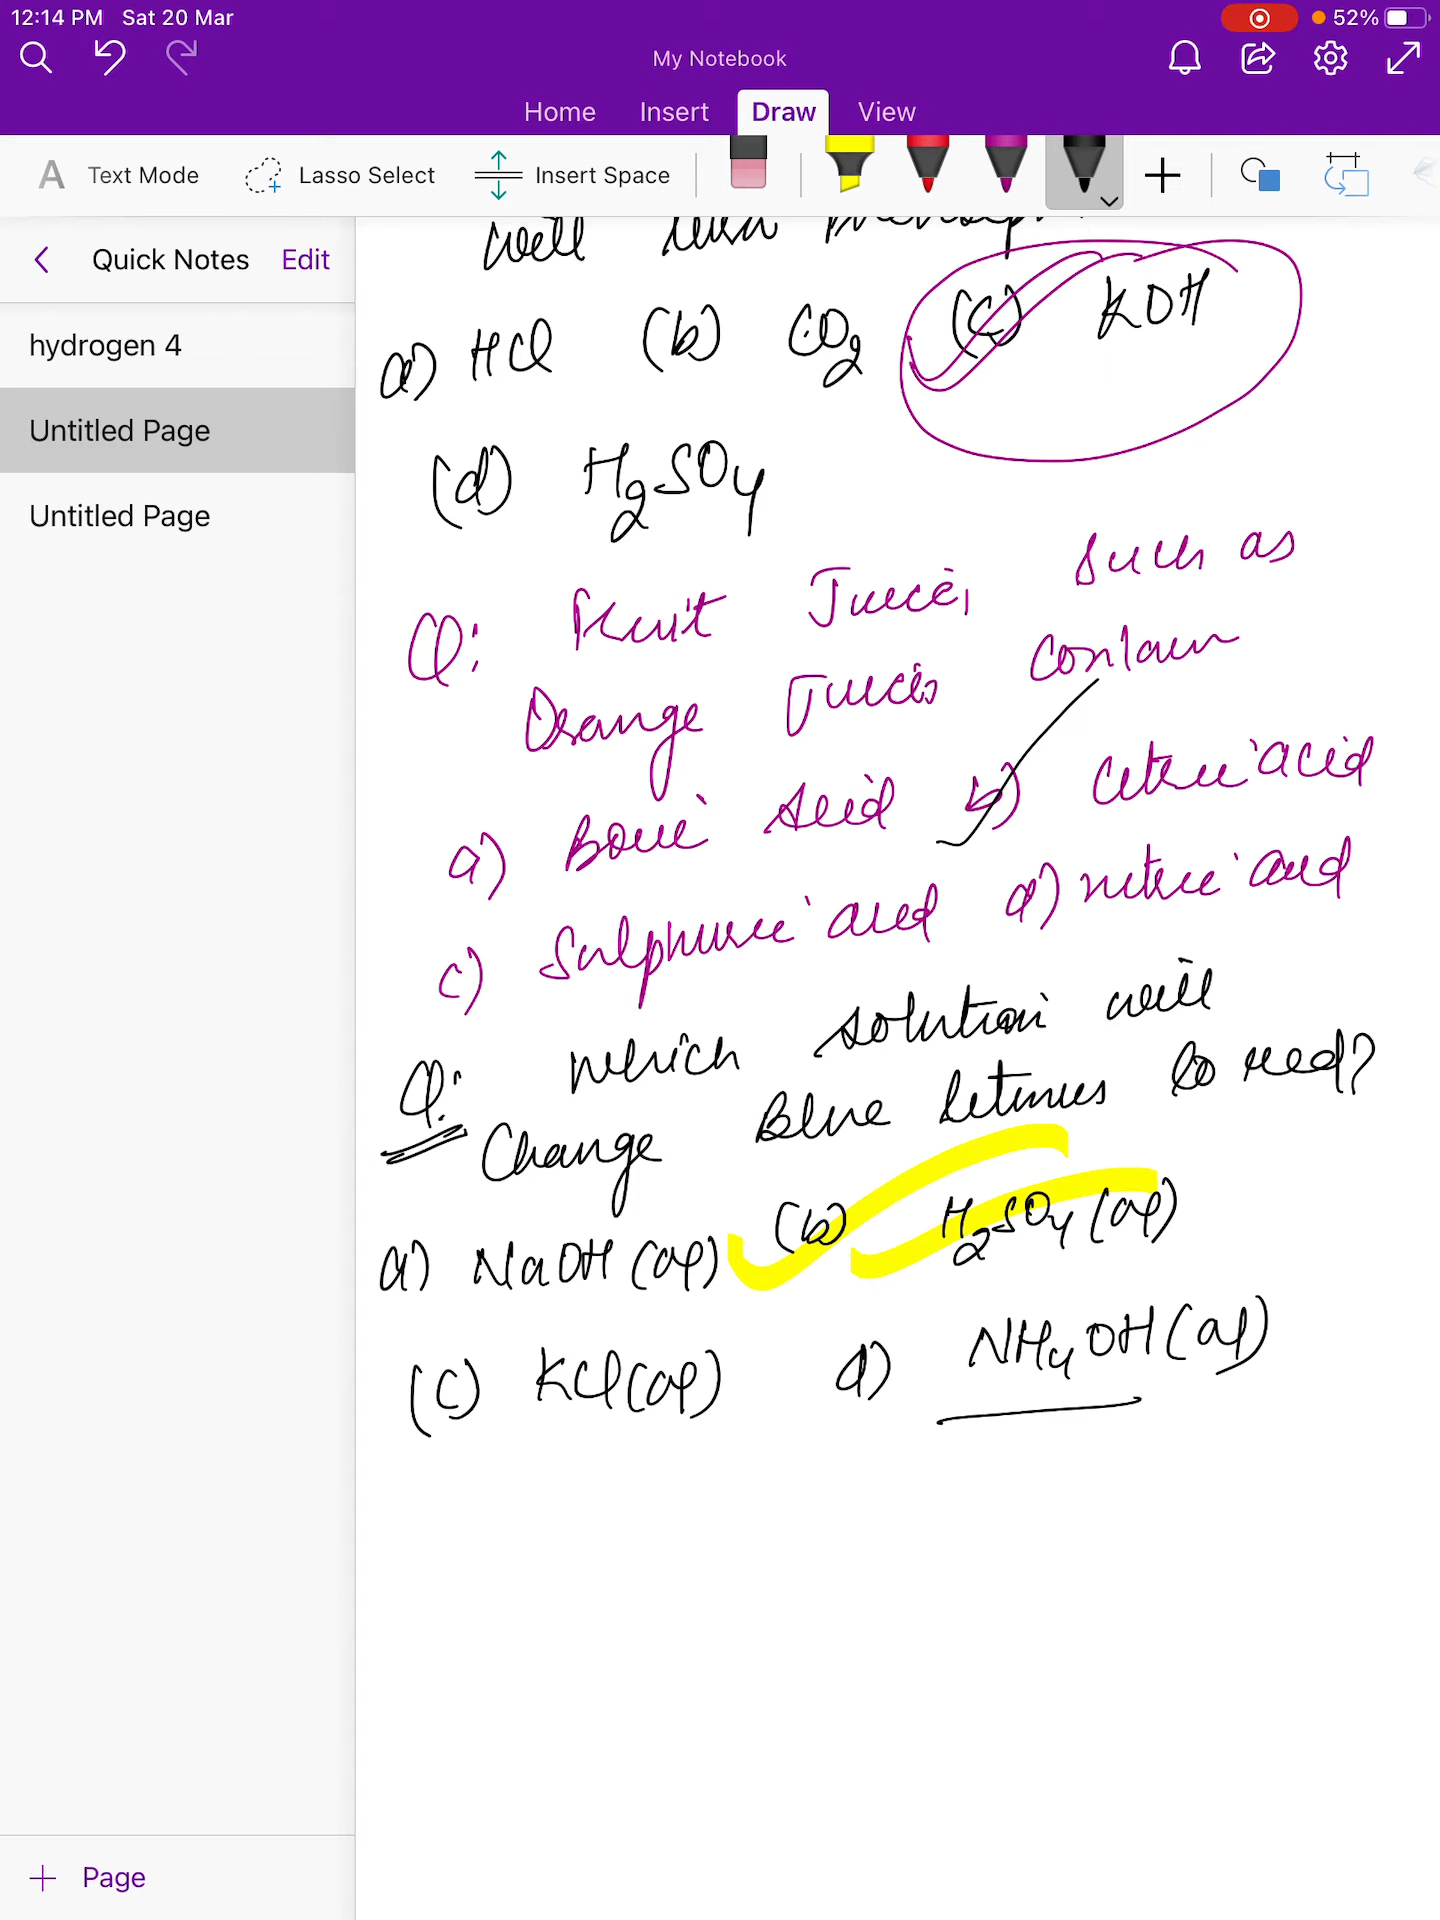 12:14 PM Sat 20 Mar 52%
My Notebook
Home Insert Draw View
A Text Mode Lasso Select Insert Space
Quick Notes Edit
hydrogen 4
Untitled Page
Untitled Page
will turn
a) HCl (b) CO2 (c) KOH
(d) H2SO4
Q: Fruit Juice, such as
Orange Juices contain
a) Boric Acid b) citric acid
c) Sulphuric acid d) nitric acid
Q: which solution will
Change Blue litmus to red?
a) NaOH (aq) (b) H2SO4 (aq)
(c) KCl (aq) d) NH4OH (aq)
+ Page